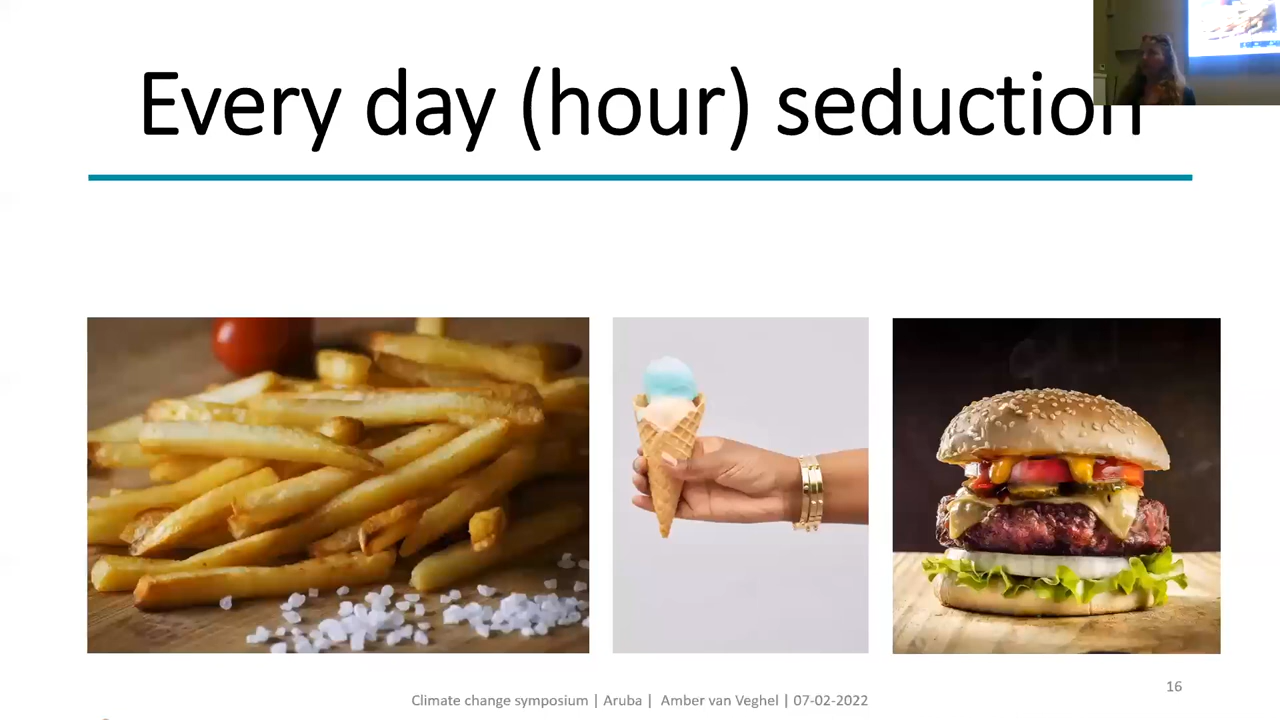 Every day (hour) seduction
16
Climate change symposium | Aruba | Amber van Veghel | 07-02-2022